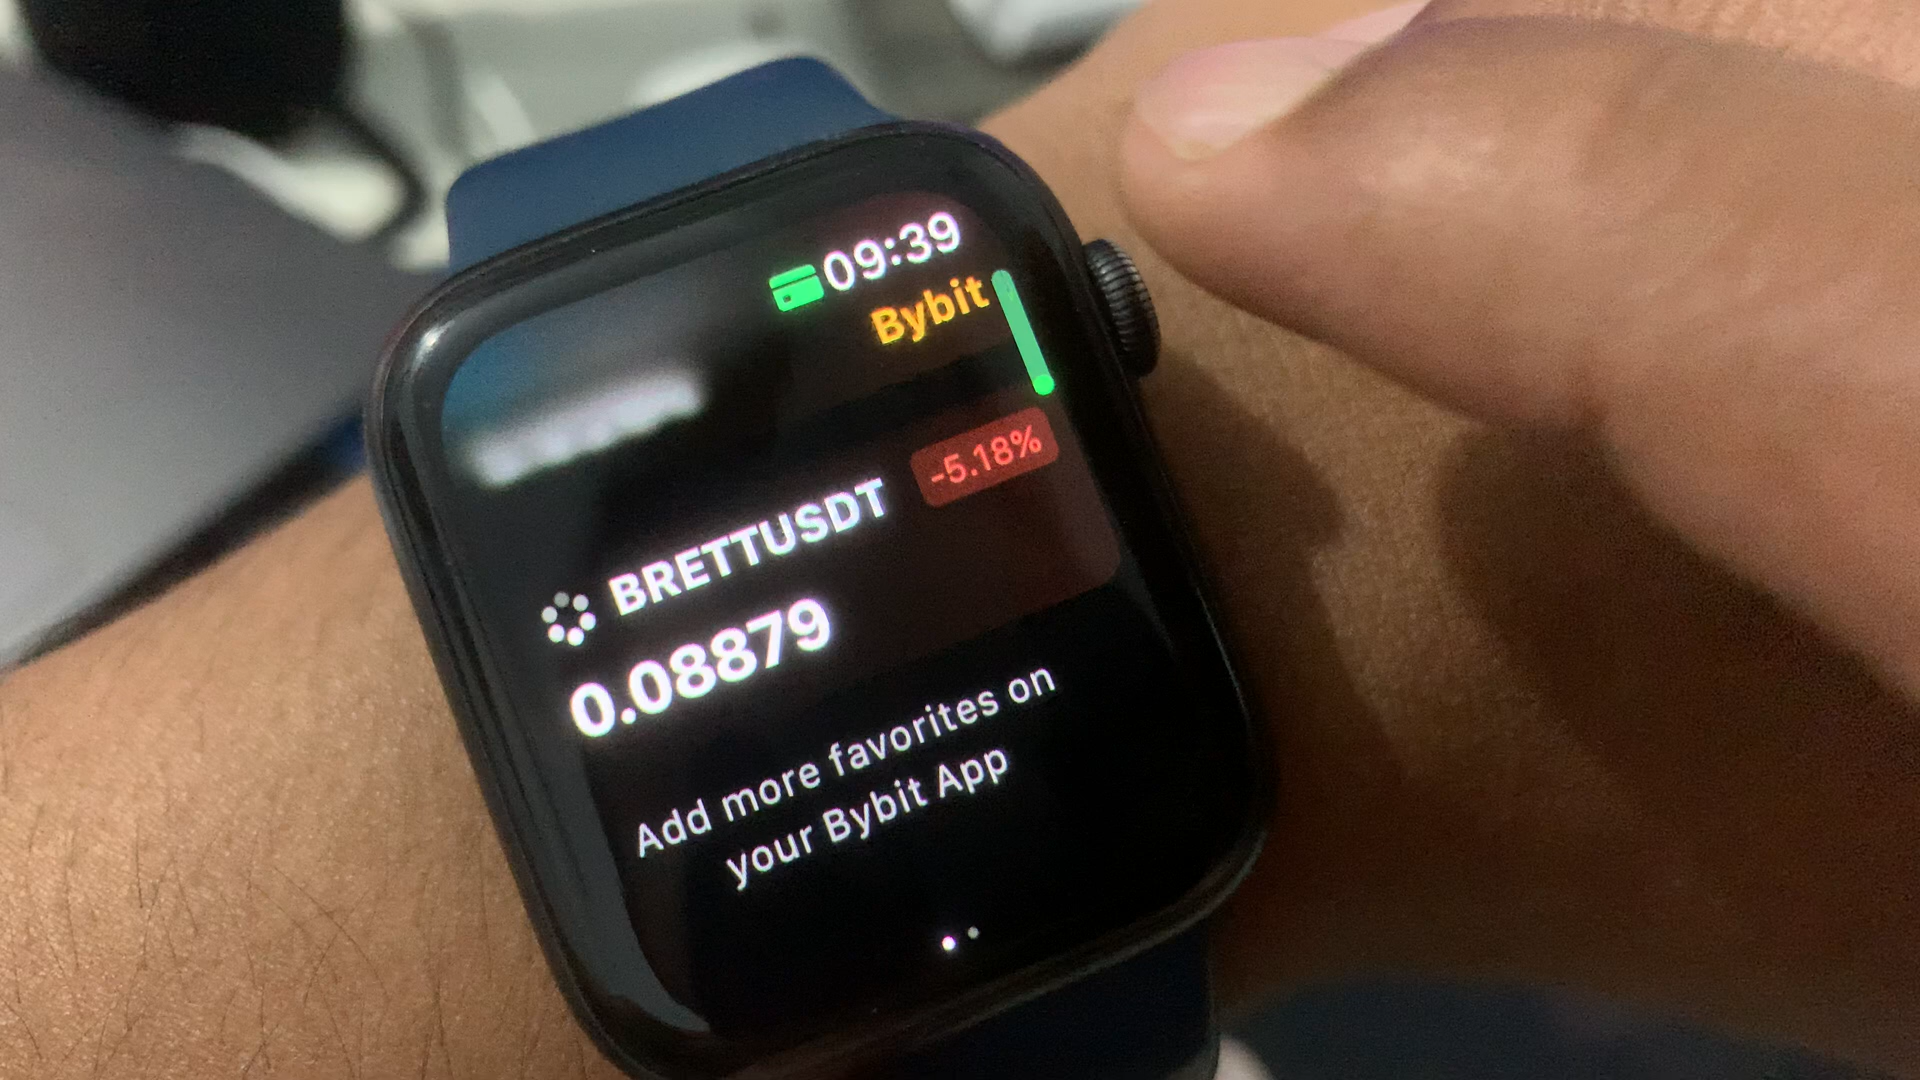 09:39
Bybit
-5.18%
BRETTUSDT
0.08879
Add more favorites on
your Bybit App